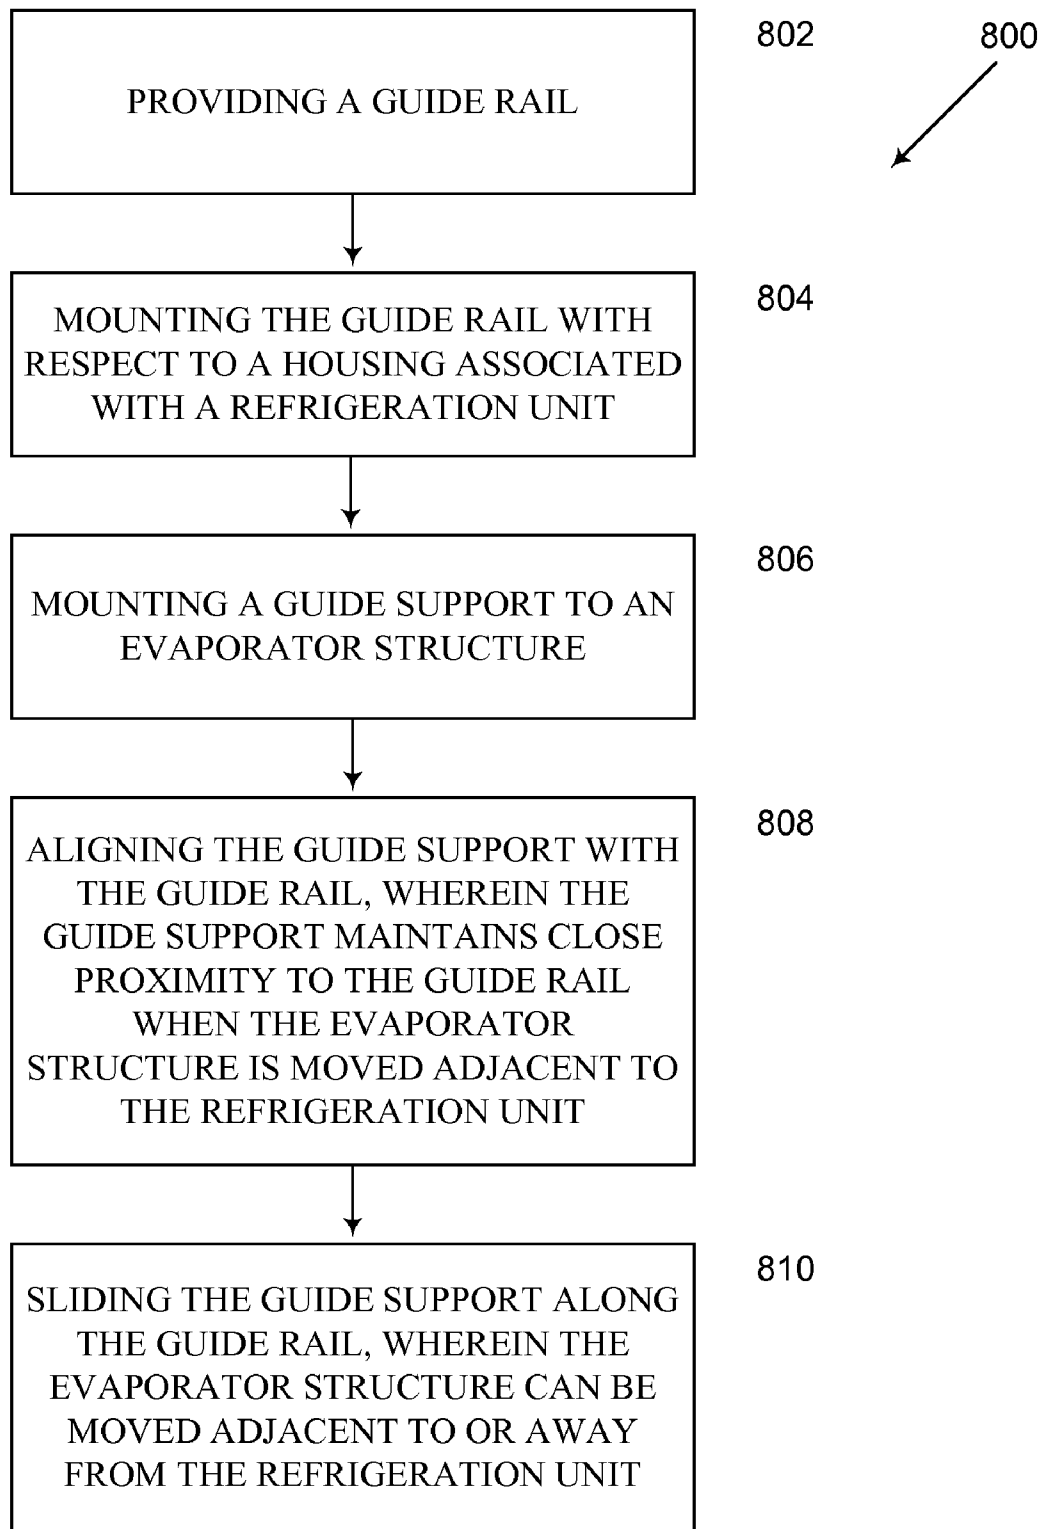 802
800
PROVIDING A GUIDE RAIL
804
MOUNTING THE GUIDE RAIL WITH
RESPECT TO A HOUSING ASSOCIATED
WITH A REFRIGERATION UNIT
806
MOUNTING A GUIDE SUPPORT TO AN
EVAPORATOR STRUCTURE
808
ALIGNING THE GUIDE SUPPORT WITH
THE GUIDE RAIL, WHEREIN THE
GUIDE SUPPORT MAINTAINS CLOSE
PROXIMITY TO THE GUIDE RAIL
WHEN THE EVAPORATOR
STRUCTURE IS MOVED ADJACENT TO
THE REFRIGERATION UNIT
810
SLIDING THE GUIDE SUPPORT ALONG
THE GUIDE RAIL, WHEREIN THE
EVAPORATOR STRUCTURE CAN BE
MOVED ADJACENT TO OR AWAY
FROM THE REFRIGERATION UNIT